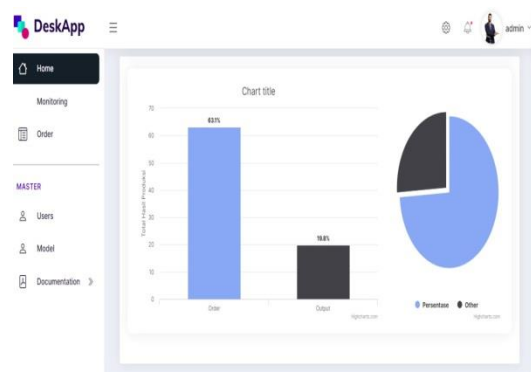 DeskApp
admin
Home
Monitoring
Order
MASTER
Users
Model
Documentation
Chart title
Total Hasil Produksi
70
60
50
40
30
20
10
0
63.1%
19.8%
Order
Output
Highcharts.com
Persentase
Other
Highcharts.com